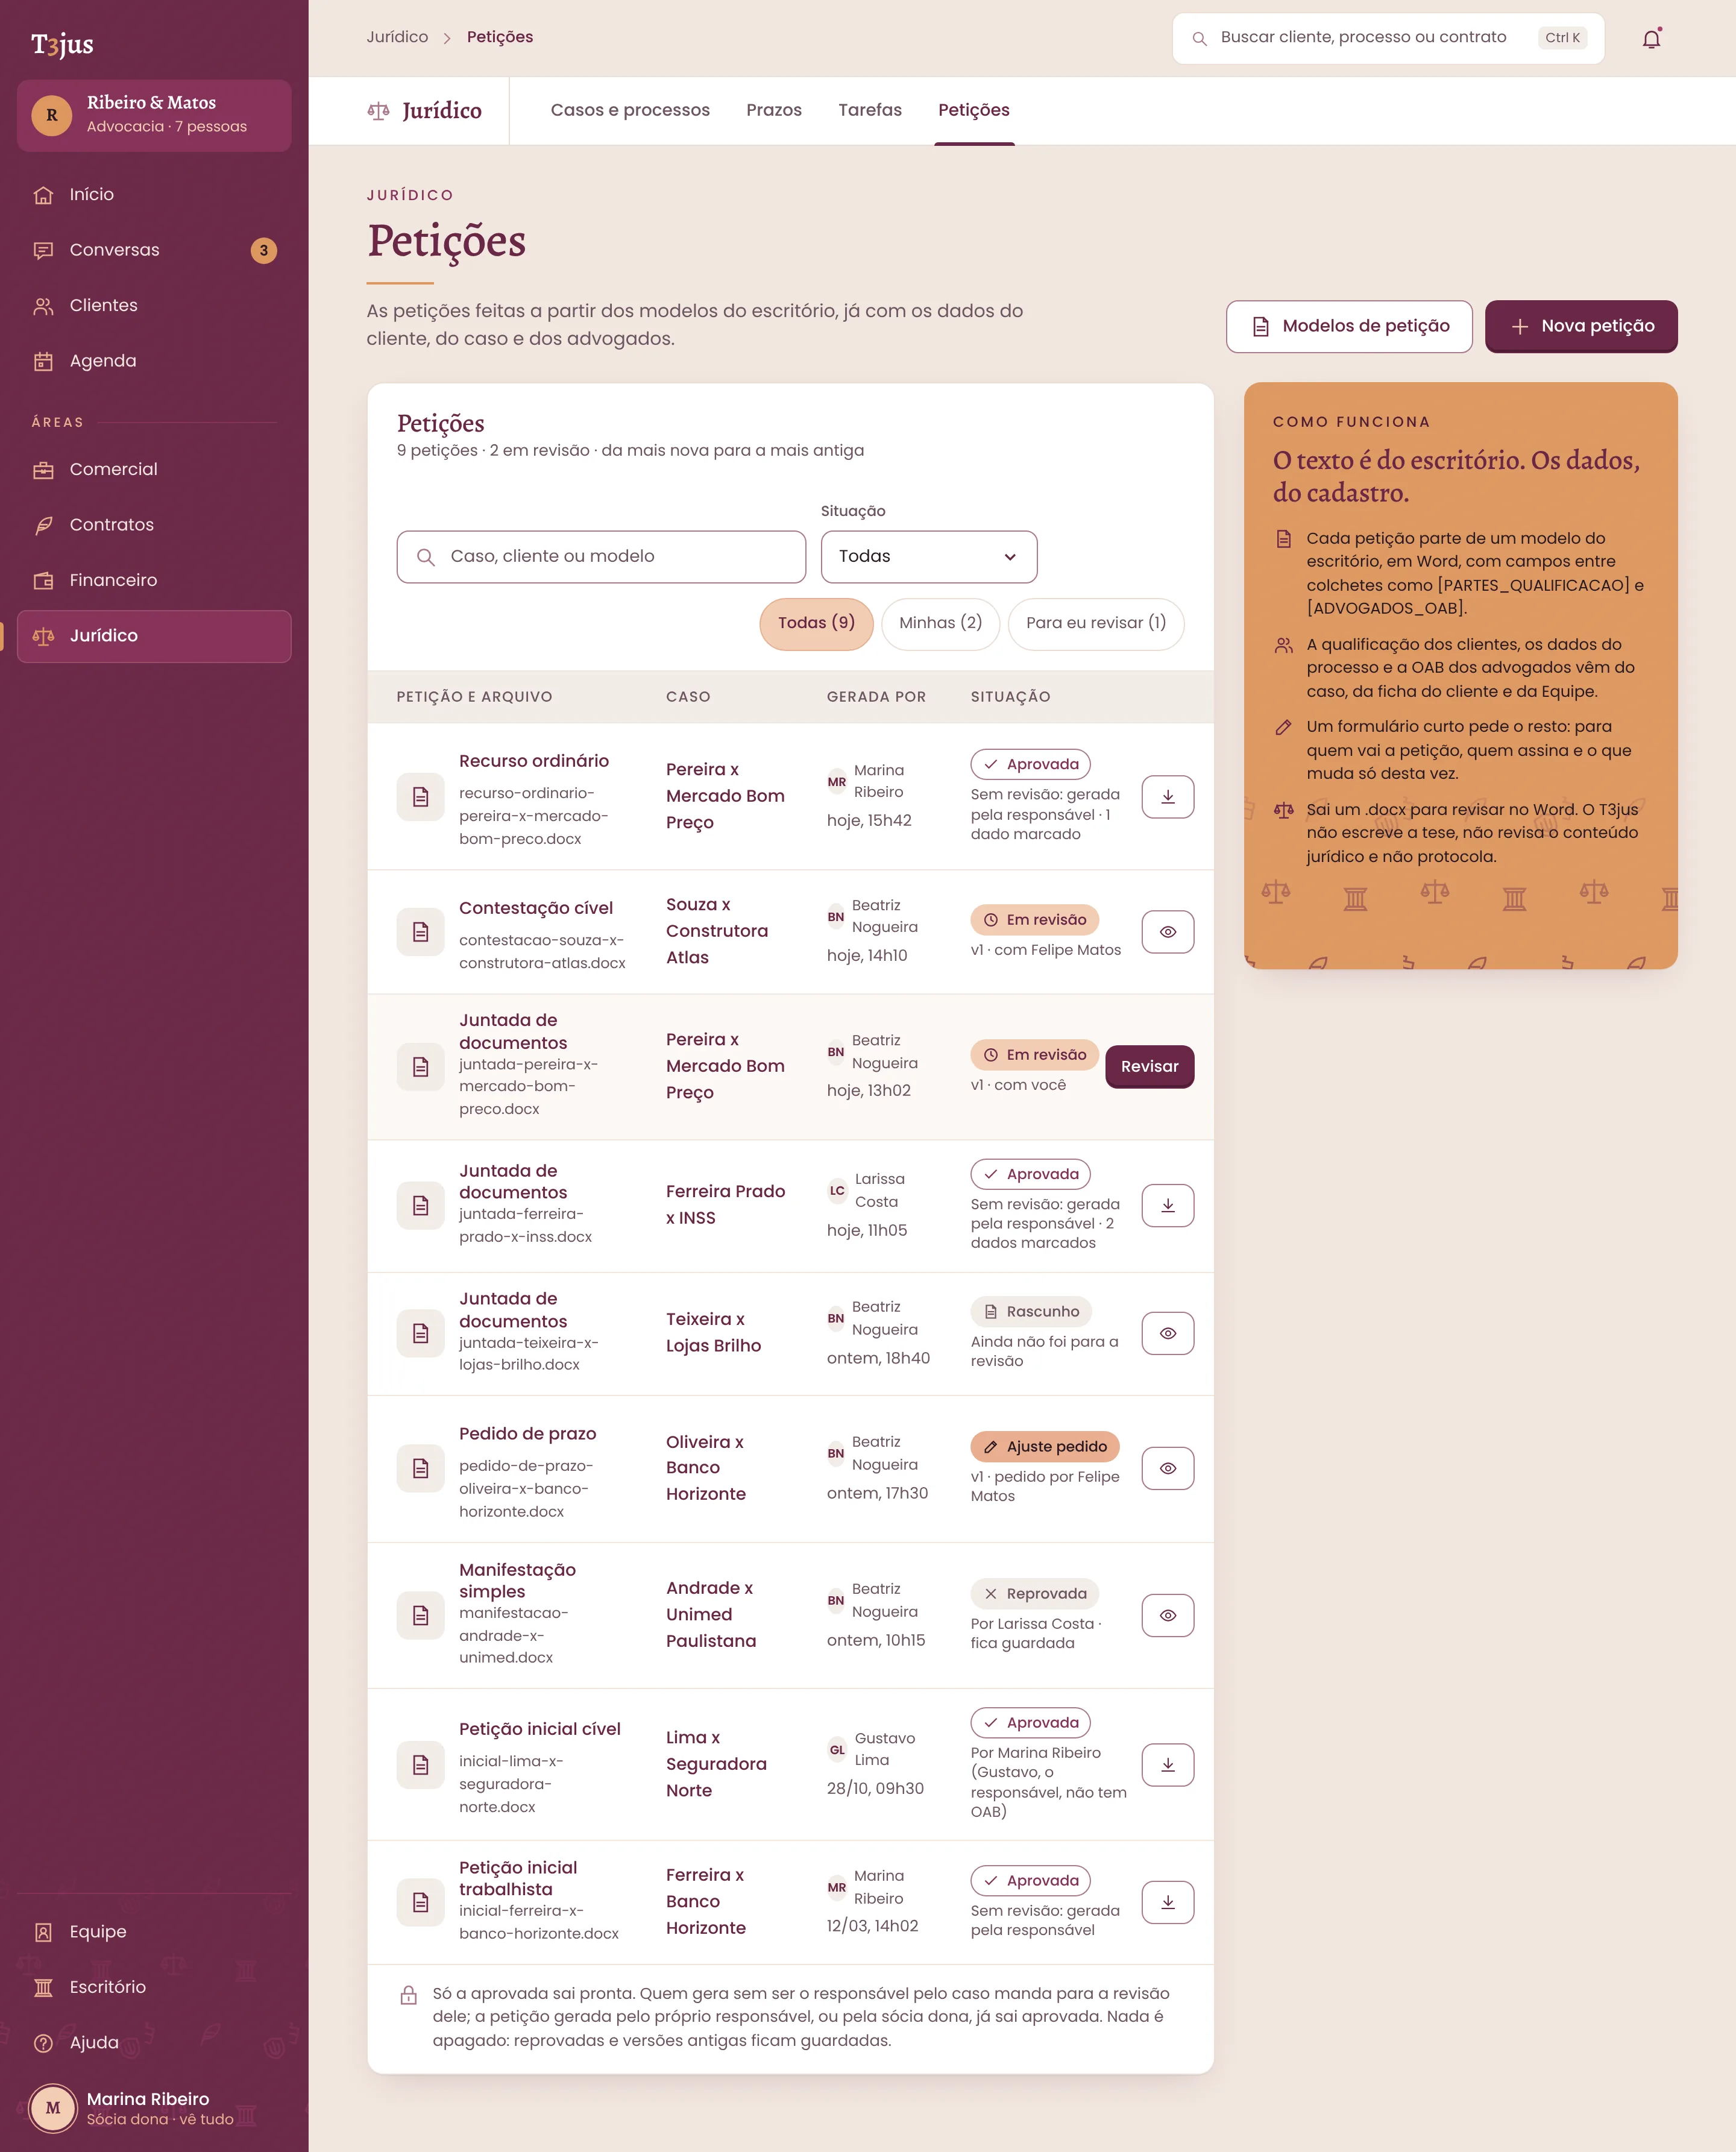 T3jus
R
Ribeiro & Matos
Advocacia · 7 pessoas
Início
Conversas
3
Clientes
Agenda
ÁREAS
Comercial
Contratos
Financeiro
Jurídico
Equipe
Escritório
Ajuda
M
Marina Ribeiro
Sócia dona · vê tudo
Jurídico
Petições
Buscar cliente, processo ou contrato
Ctrl K
Jurídico
Casos e processos
Prazos
Tarefas
Petições
JURÍDICO
Petições
As petições feitas a partir dos modelos do escritório, já com os dados do
cliente, do caso e dos advogados.
Modelos de petição
Nova petição
Petições
9 petições · 2 em revisão · da mais nova para a mais antiga
Situação
Caso, cliente ou modelo
Todas
Todas (9)
Minhas (2)
Para eu revisar (1)
PETIÇÃO E ARQUIVO
CASO
GERADA POR
SITUAÇÃO
Recurso ordinário
recurso-ordinario-
pereira-x-mercado-
bom-preco.docx
Pereira x
Mercado Bom
Preço
MR
Marina
Ribeiro
hoje, 15h42
Aprovada
Sem revisão: gerada
pela responsável · 1
dado marcado
Contestação cível
contestacao-souza-x-
construtora-atlas.docx
Souza x
Construtora
Atlas
BN
Beatriz
Nogueira
hoje, 14h10
Em revisão
v1 · com Felipe Matos
Juntada de
documentos
juntada-pereira-x-
mercado-bom-
preco.docx
Pereira x
Mercado Bom
Preço
BN
Beatriz
Nogueira
hoje, 13h02
Em revisão
v1 · com você
Revisar
Juntada de
documentos
juntada-ferreira-
prado-x-inss.docx
Ferreira Prado
x INSS
LC
Larissa
Costa
hoje, 11h05
Aprovada
Sem revisão: gerada
pela responsável · 2
dados marcados
Juntada de
documentos
juntada-teixeira-x-
lojas-brilho.docx
Teixeira x
Lojas Brilho
BN
Beatriz
Nogueira
ontem, 18h40
Rascunho
Ainda não foi para a
revisão
Pedido de prazo
pedido-de-prazo-
oliveira-x-banco-
horizonte.docx
Oliveira x
Banco
Horizonte
BN
Beatriz
Nogueira
ontem, 17h30
Ajuste pedido
v1 · pedido por Felipe
Matos
Manifestação
simples
manifestacao-
andrade-x-
unimed.docx
Andrade x
Unimed
Paulistana
BN
Beatriz
Nogueira
ontem, 10h15
Reprovada
Por Larissa Costa ·
fica guardada
Petição inicial cível
inicial-lima-x-
seguradora-
norte.docx
Lima x
Seguradora
Norte
GL
Gustavo
Lima
28/10, 09h30
Aprovada
Por Marina Ribeiro
(Gustavo, o
responsável, não tem
OAB)
Petição inicial
trabalhista
inicial-ferreira-x-
banco-horizonte.docx
Ferreira x
Banco
Horizonte
MR
Marina
Ribeiro
12/03, 14h02
Aprovada
Sem revisão: gerada
pela responsável
Só a aprovada sai pronta. Quem gera sem ser o responsável pelo caso manda para a revisão
dele; a petição gerada pelo próprio responsável, ou pela sócia dona, já sai aprovada. Nada é
apagado: reprovadas e versões antigas ficam guardadas.
COMO FUNCIONA
O texto é do escritório. Os dados,
do cadastro.
Cada petição parte de um modelo do
escritório, em Word, com campos entre
colchetes como [PARTES_QUALIFICACAO] e
[ADVOGADOS_OAB].
A qualificação dos clientes, os dados do
processo e a OAB dos advogados vêm do
caso, da ficha do cliente e da Equipe.
Um formulário curto pede o resto: para
quem vai a petição, quem assina e o que
muda só desta vez.
Sai um .docx para revisar no Word. O T3jus
não escreve a tese, não revisa o conteúdo
jurídico e não protocola.